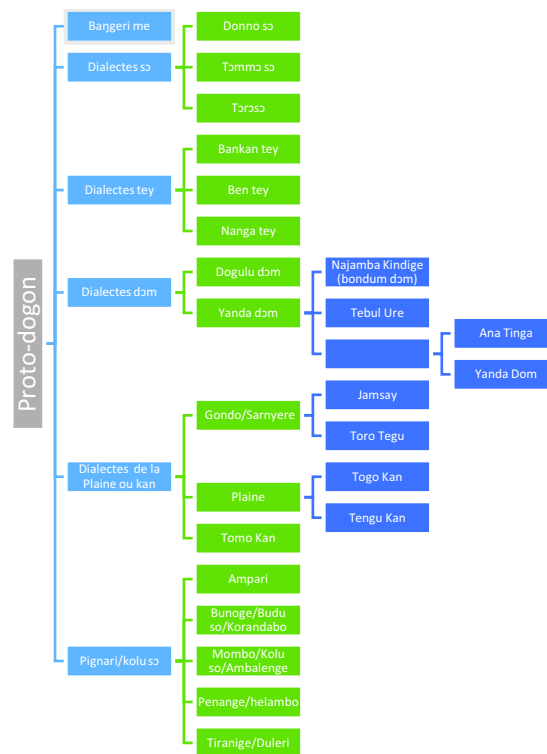 Proto-dogon
Baŋgeri me
Dialectes sɔ
Donno sɔ
Tɔmmɔ sɔ
Tɔrɔsɔ
Dialectes tey
Bankan tey
Ben tey
Nanga tey
Dialectes dɔm
Dogulu dɔm
Yanda dɔm
Najamba Kindige
(bondum dɔm)
Tebul Ure
Ana Tinga
Yanda Dom
Dialectes de la
Plaine ou kan
Gondo/Sarnyere
Jamsay
Toro Tegu
Plaine
Togo Kan
Tengu Kan
Tomo Kan
Pignari/kolu sɔ
Ampari
Bunoge/Budu
so/Korandabo
Mombo/Kolu
so/Ambalenge
Penange/helambo
Tiranige/Duleri